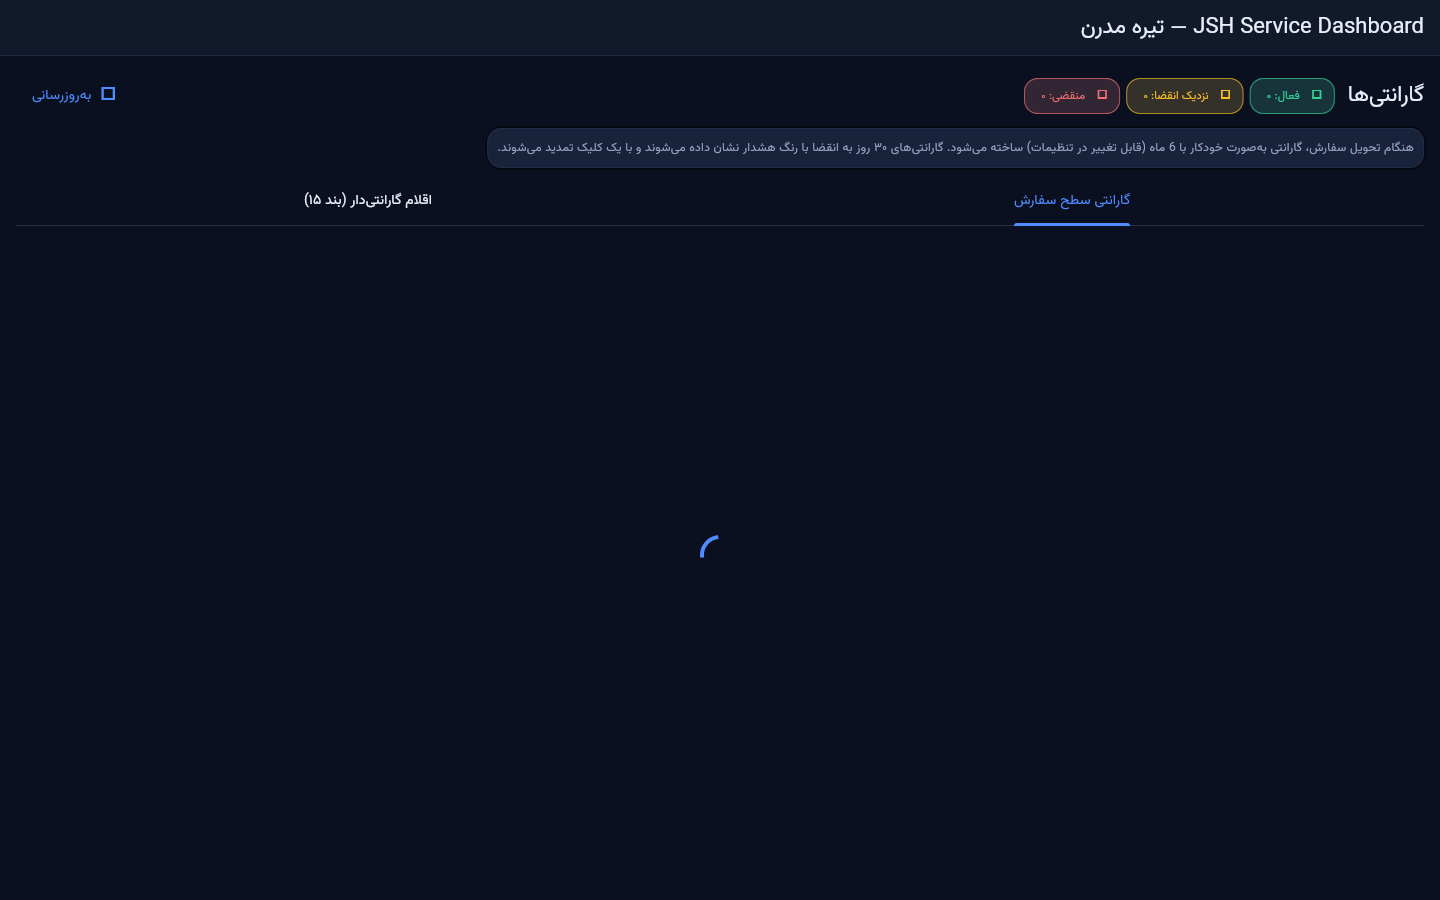 JSH Service Dashboard — تیره مدرن
گارانتی‌ها
فعال: ۰
نزدیک انقضا: ۰
منقضی: ۰
به‌روزرسانی
هنگام تحویل سفارش، گارانتی به‌صورت خودکار با 6 ماه (قابل تغییر در تنظیمات) ساخته می‌شود. گارانتی‌های ۳۰ روز به انقضا با رنگ هشدار نشان داده می‌شوند و با یک کلیک تمدید می‌شوند.
گارانتی سطح سفارش
اقلام گارانتی‌دار (بند ۱۵)